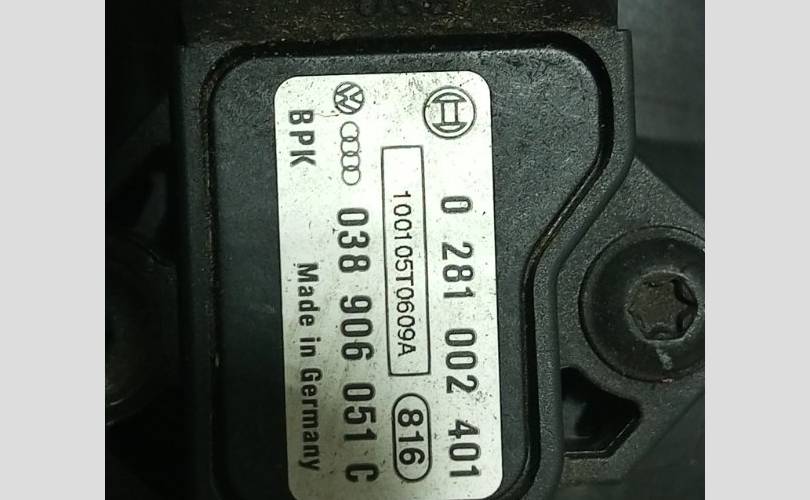 0 281 002 401
100105T0609A 816
038 906 051 C
BPK Made in Germany